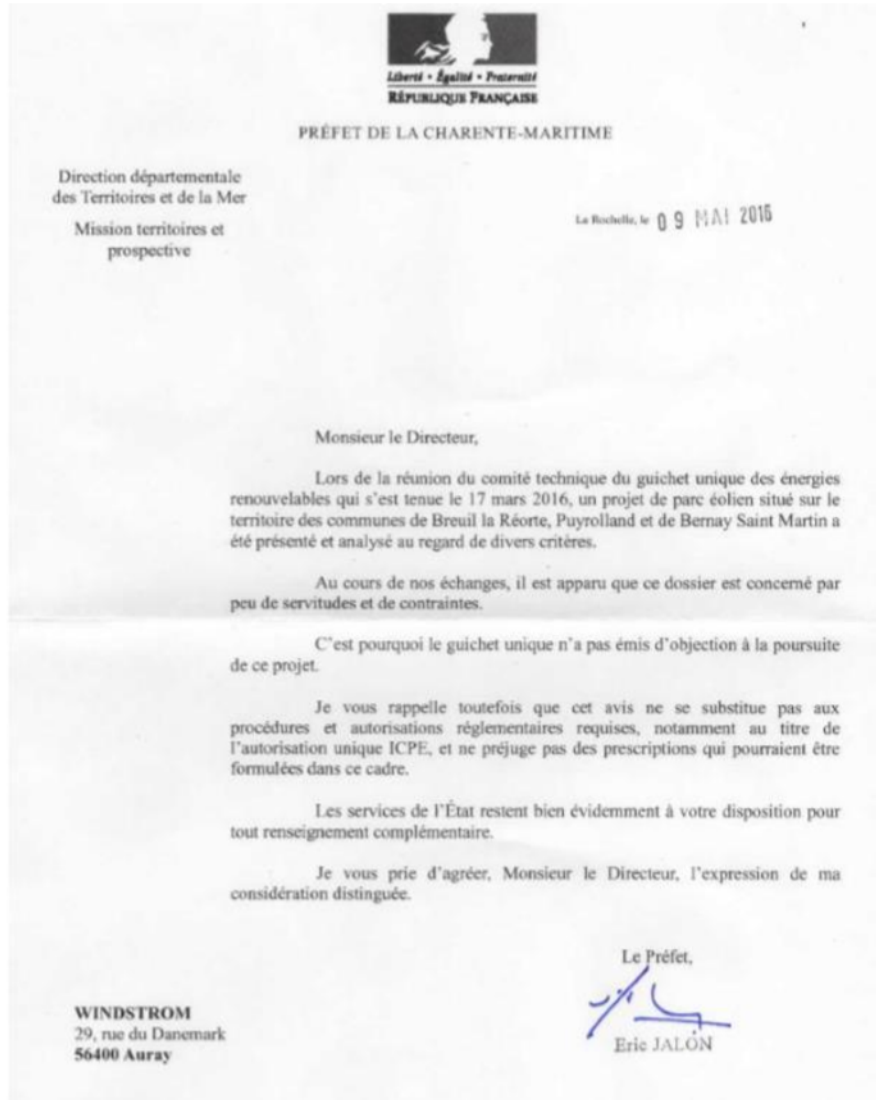 Liberté • Égalité • Fraternité
RÉPUBLIQUE FRANÇAISE
PRÉFET DE LA CHARENTE-MARITIME
Direction départementale
des Territoires et de la Mer
Mission territoires et
prospective
La Rochelle, le 09 MAI 2016
Monsieur le Directeur,
Lors de la réunion du comité technique du guichet unique des énergies
renouvelables qui s'est tenue le 17 mars 2016, un projet de parc éolien situé sur le
territoire des communes de Breuil la Réorte, Puyrolland et de Bernay Saint Martin a
été présenté et analysé au regard de divers critères.
Au cours de nos échanges, il est apparu que ce dossier est concerné par
peu de servitudes et de contraintes.
C'est pourquoi le guichet unique n'a pas émis d'objection à la poursuite
de ce projet.
Je vous rappelle toutefois que cet avis ne se substitue pas aux
procédures et autorisations réglementaires requises, notamment au titre de
l'autorisation unique ICPE, et ne préjuge pas des prescriptions qui pourraient être
formulées dans ce cadre.
Les services de l'État restent bien évidemment à votre disposition pour
tout renseignement complémentaire.
Je vous prie d'agréer, Monsieur le Directeur, l'expression de ma
considération distinguée.
Le Préfet,
Eric JALON
WINDSTROM
29, rue du Danemark
56400 Auray